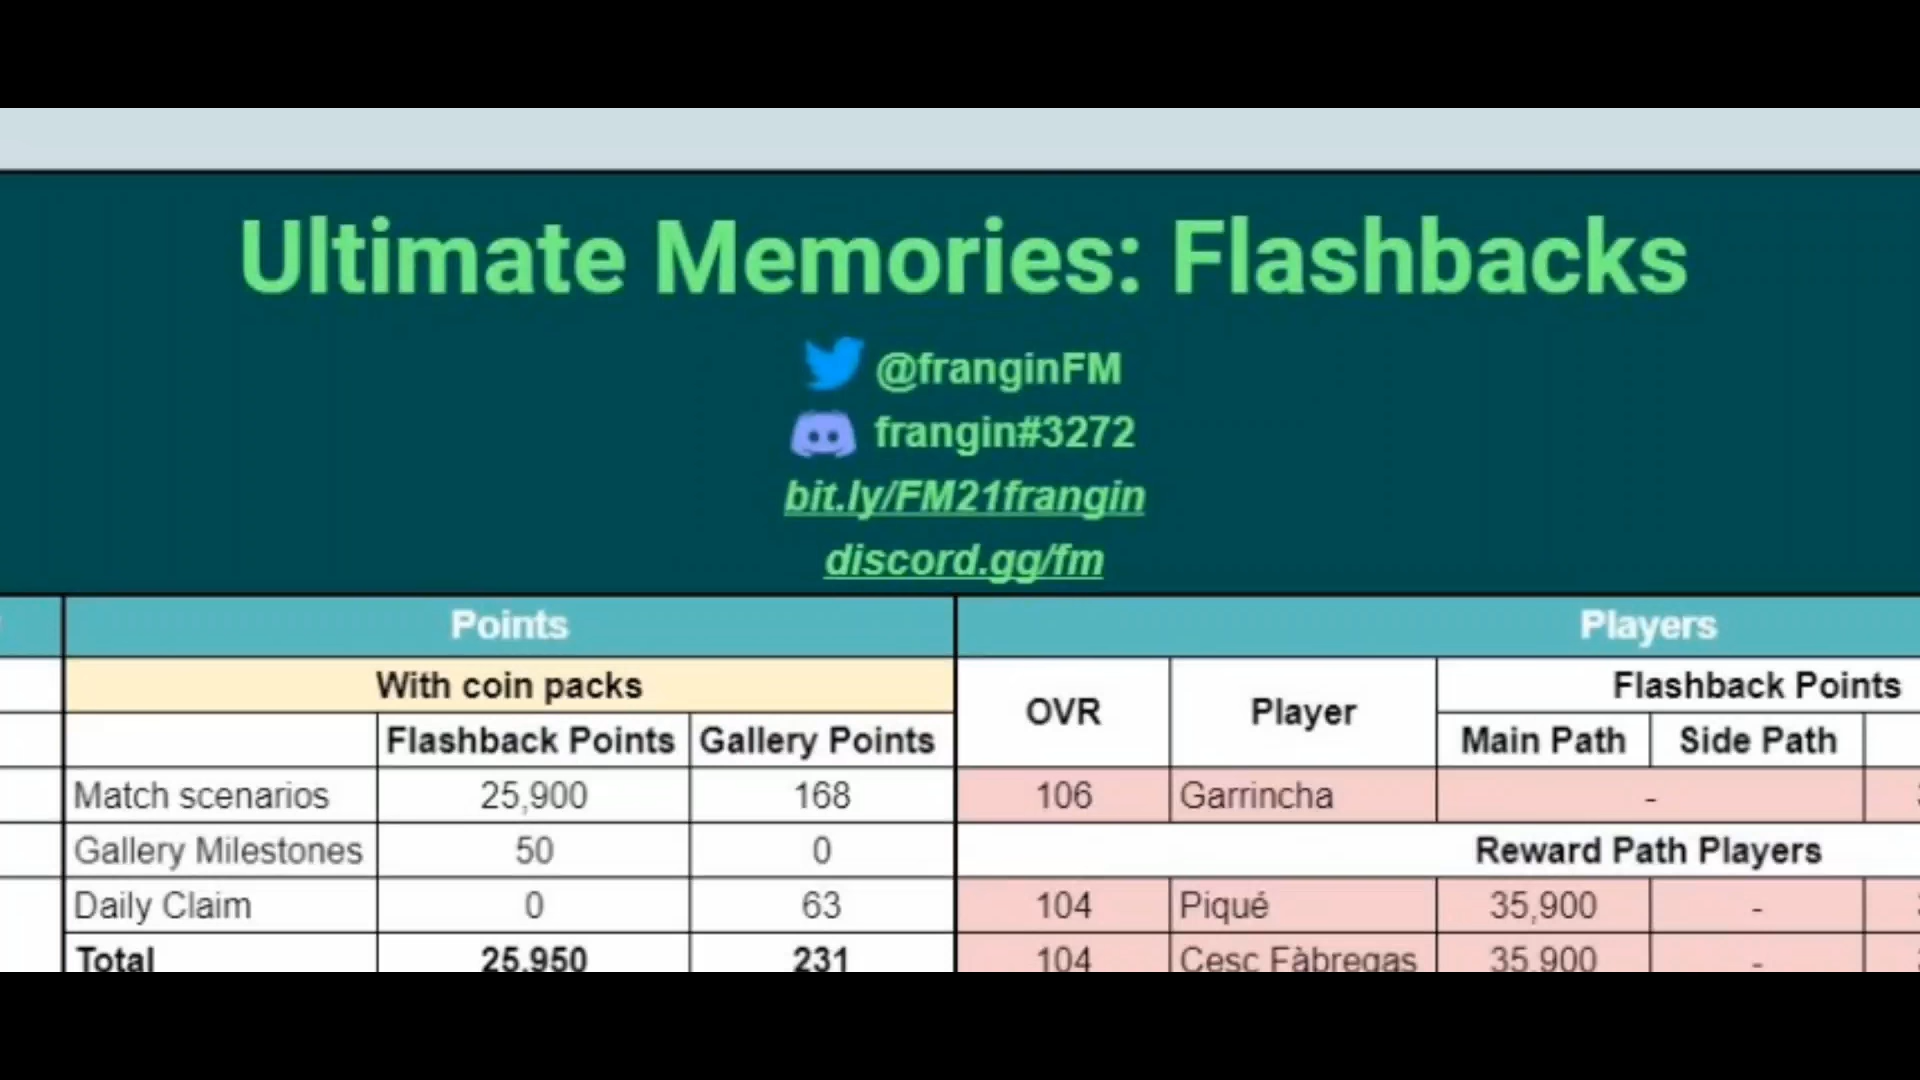 Ultimate Memories: Flashbacks
@franginFM
frangin#3272
bit.ly/FM21frangin
discord.gg/fm
Points
With coin packs
Flashback Points Gallery Points
Match scenarios 25,900 168
Gallery Milestones 50 0
Daily Claim 0 63
Total 25,950 231
Players
OVR Player Flashback Points
Main Path Side Path
106 Garrincha -
Reward Path Players
104 Piqué 35,900 -
104 Cesc Fàbregas 35,900 -